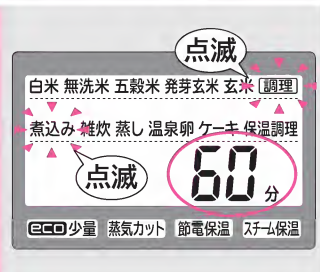 点滅
白米 無洗米 五穀米 発芽玄米 玄米 調理
煮込み 雑炊 蒸し 温泉卵 ケーキ 保温調理
点滅
60分
eco少量 蒸気カット 節電保温 スチーム保温